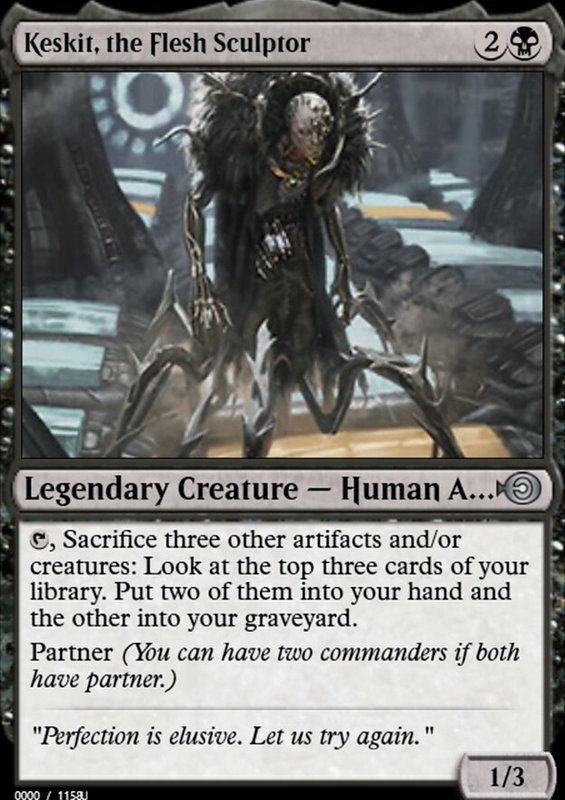 Keskit, the Flesh Sculptor 2
Legendary Creature — Human A...
, Sacrifice three other artifacts and/or
creatures: Look at the top three cards of your
library. Put two of them into your hand and
the other into your graveyard.
Partner (You can have two commanders if both
have partner.)
"Perfection is elusive. Let us try again."
1/3
0000 / 1158U